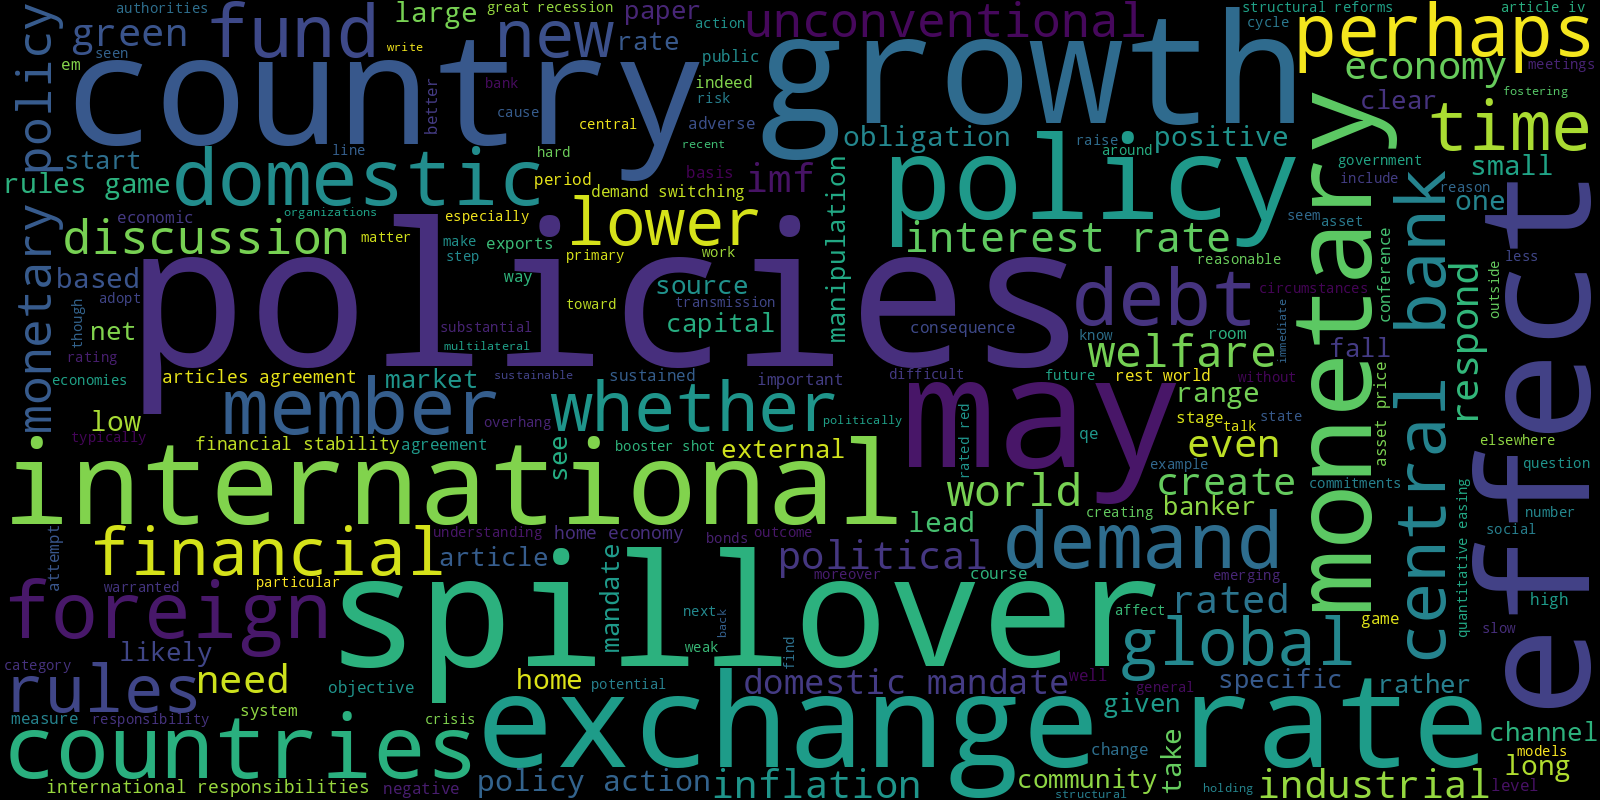 authorities
large
great recession
paper
unconventional
structural reforms
article iv
green
fund
new
rate
action
growth
cycle
perhaps
seen
write
public
economy
meetings
em
country
bank
indeed
risk
better
cause
central
adverse
clear
fostering
monetary policy
start
line
hard
recent
obligation
positive
raise
around
time
government
small
rules game
domestic
period
basis
demand switching
imf
manipulation
policy
include
reason
one
economic
organizations
especially
lower
seem
asset
discussion
matter
make
step
exports
primary
work
interest rate
reasonable
monetary
conference
central bank
respond
outside
less
effect
based
adopt
policies
way
source
transmission
toward
capital
debt
circumstances
though
net
substantial
multilateral
consequence
know
room
immediate
fall
rating
economies
articles agreement
market
sustainable
sustained
important
difficult
welfare
future
rest world
without
low
member
overhang
whether
politically
may
range
stage
talk
state
asset price
typically
financial stability
agreement
see
booster shot
external
rated red
qe
even
elsewhere
international
world
example
create
commitments
question
creating
banker
quantitative easing
number
social
attempt
financial
understanding
home economy
bonds
outcome
lead
demand
article
political
moreover
course
emerging
warranted
particular
foreign
spillover
mandate
next
back
affect
rated
game
high
slow
weak
find
global
likely
category
rules
need
objective
home
potential
domestic mandate
well
general
specific
rather
measure
responsibility
system
crisis
exchange rate
given
change
take
channel
countries
models
long
international responsibilities
negative
policy action
inflation
community
structural
holding
industrial
level